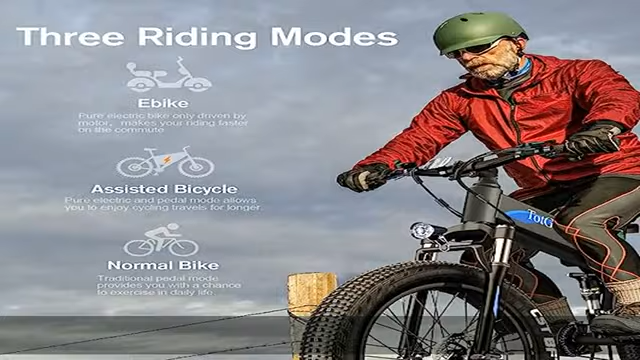 Three Riding Modes
Ebike
Pure electric bike only driven by
motor, makes your riding faster
on the commute
Assisted Bicycle
Pure electric and pedal mode allows
you to enjoy cycling travels for longer
Normal Bike
Traditional pedal mode
provides you with a chance
to exercise in daily life.
TotG